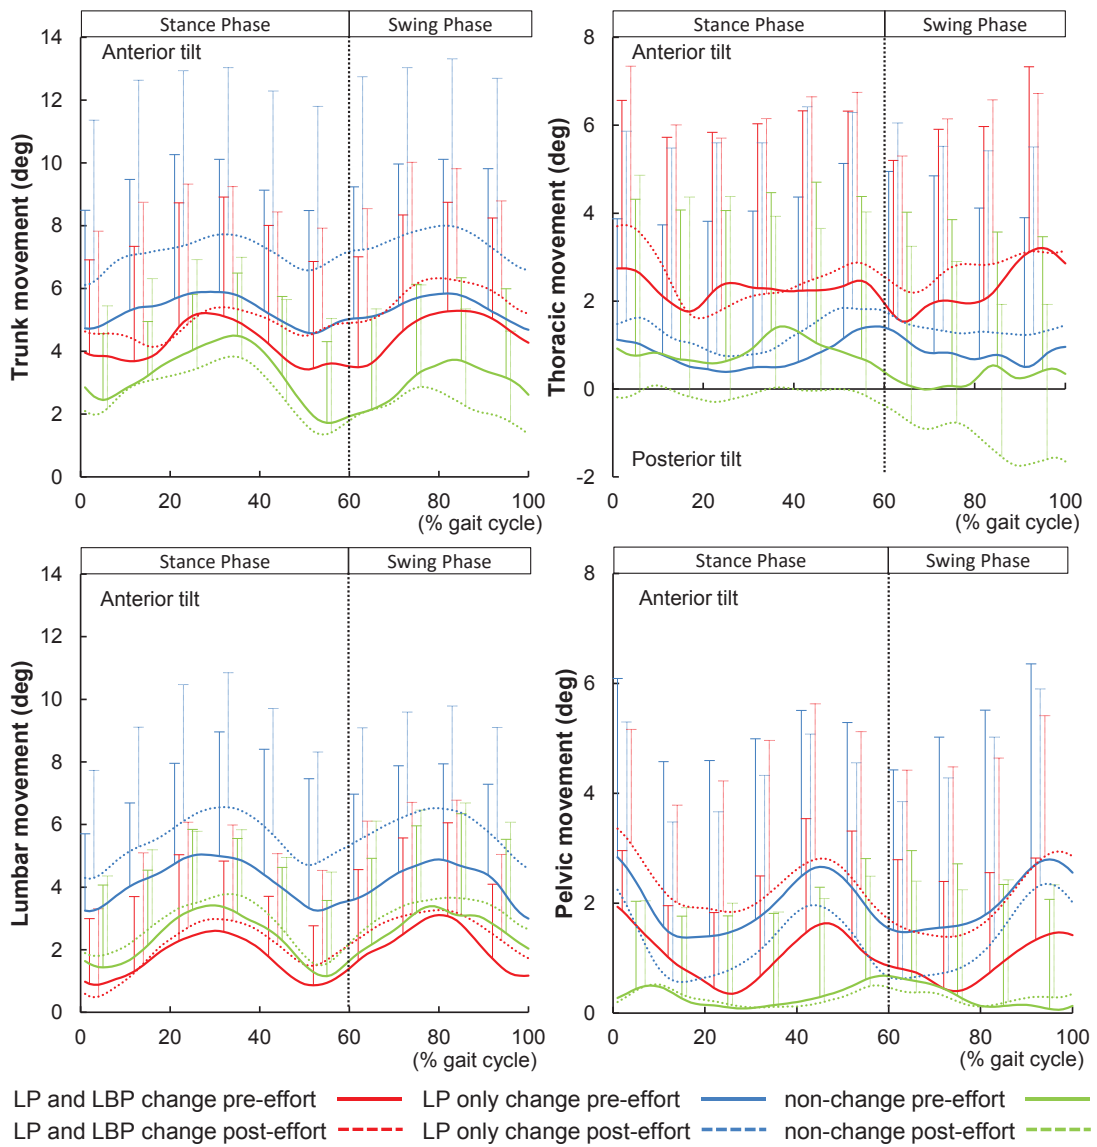 Stance Phase Swing Phase
Anterior tilt
Trunk movement (deg)
14
12
10
8
6
4
2
0
0 20 40 60 80 100
(% gait cycle)
Stance Phase Swing Phase
Anterior tilt
Thoracic movement (deg)
8
6
4
2
0
-2
Posterior tilt
0 20 40 60 80 100
(% gait cycle)
Stance Phase Swing Phase
Anterior tilt
Lumbar movement (deg)
14
12
10
8
6
4
2
0
0 20 40 60 80 100
(% gait cycle)
Stance Phase Swing Phase
Anterior tilt
Pelvic movement (deg)
8
6
4
2
0
0 20 40 60 80 100
(% gait cycle)
LP and LBP change pre-effort LP only change pre-effort non-change pre-effort
LP and LBP change post-effort LP only change post-effort non-change post-effort